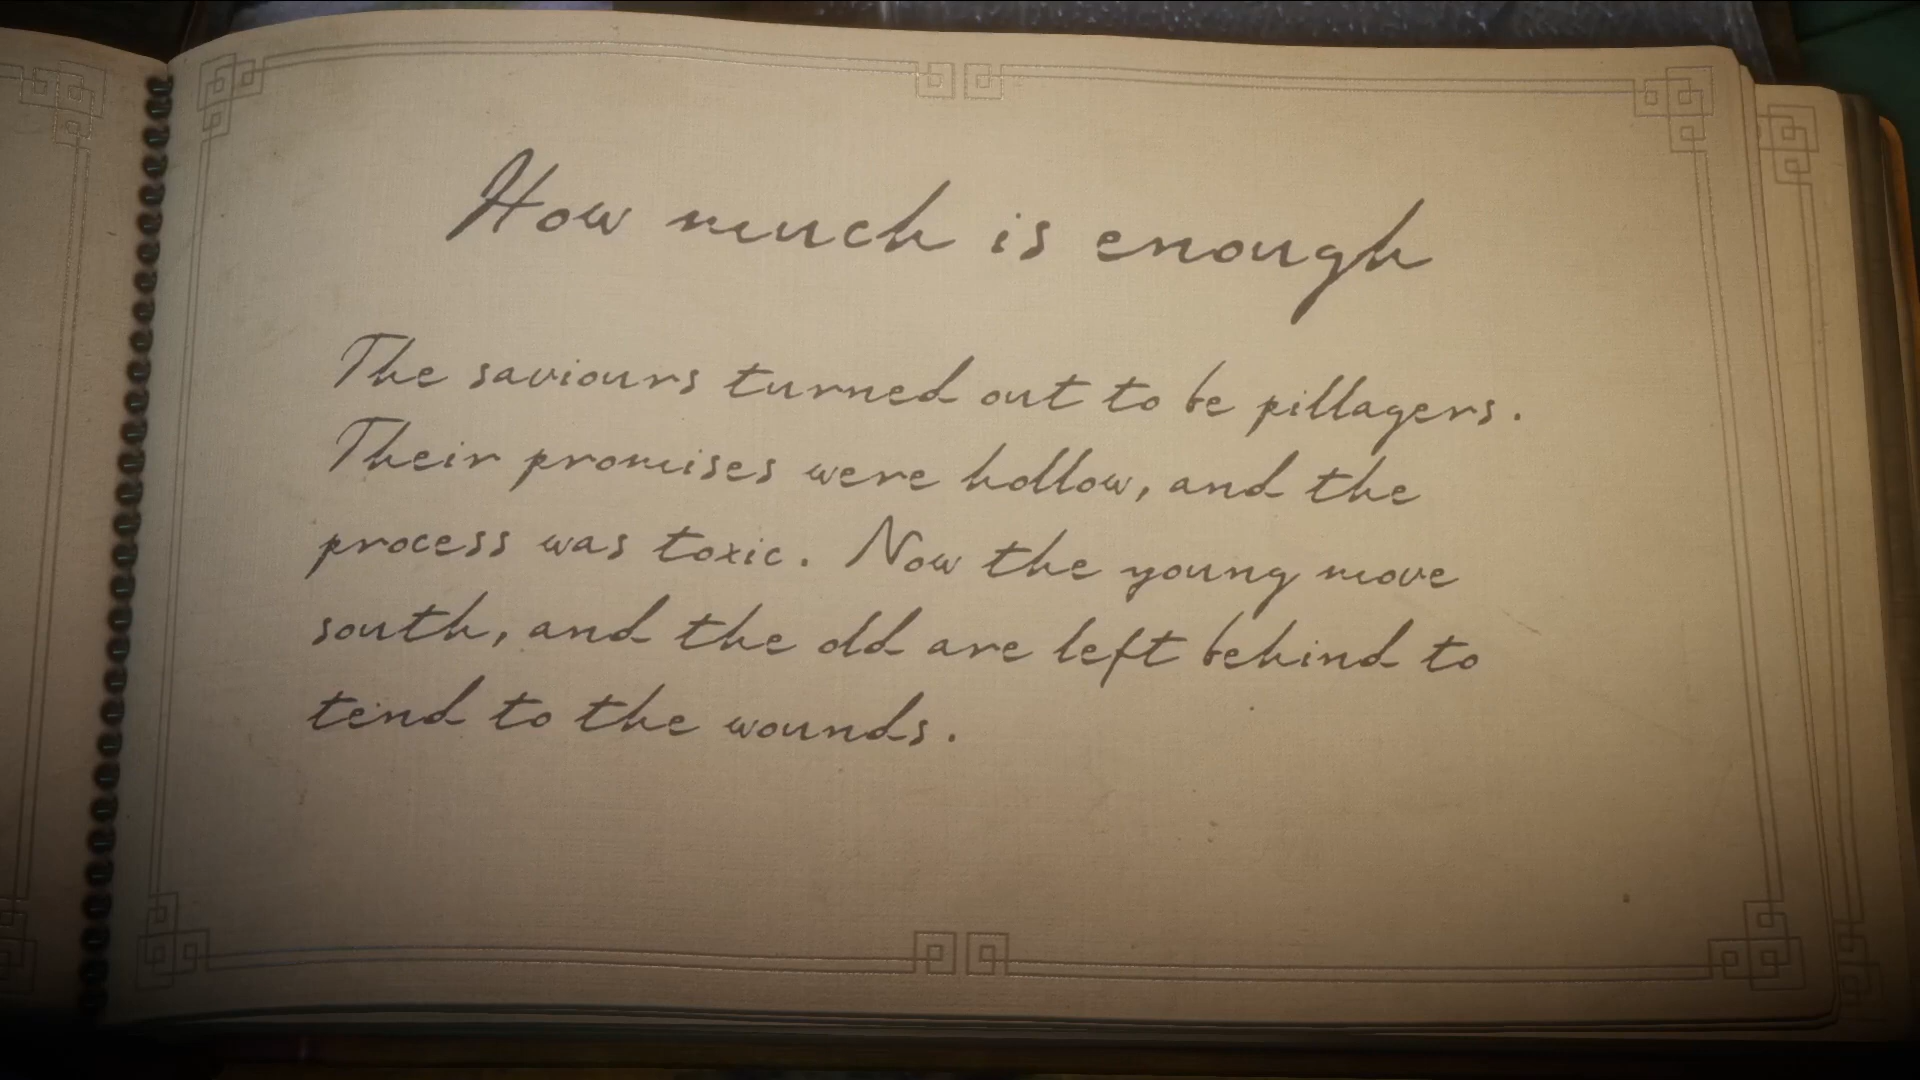 How much is enough
The saviours turned out to be pillagers.
Their promises were hollow, and the
process was toxic. Now the young move
south, and the old are left behind to
tend to the wounds.